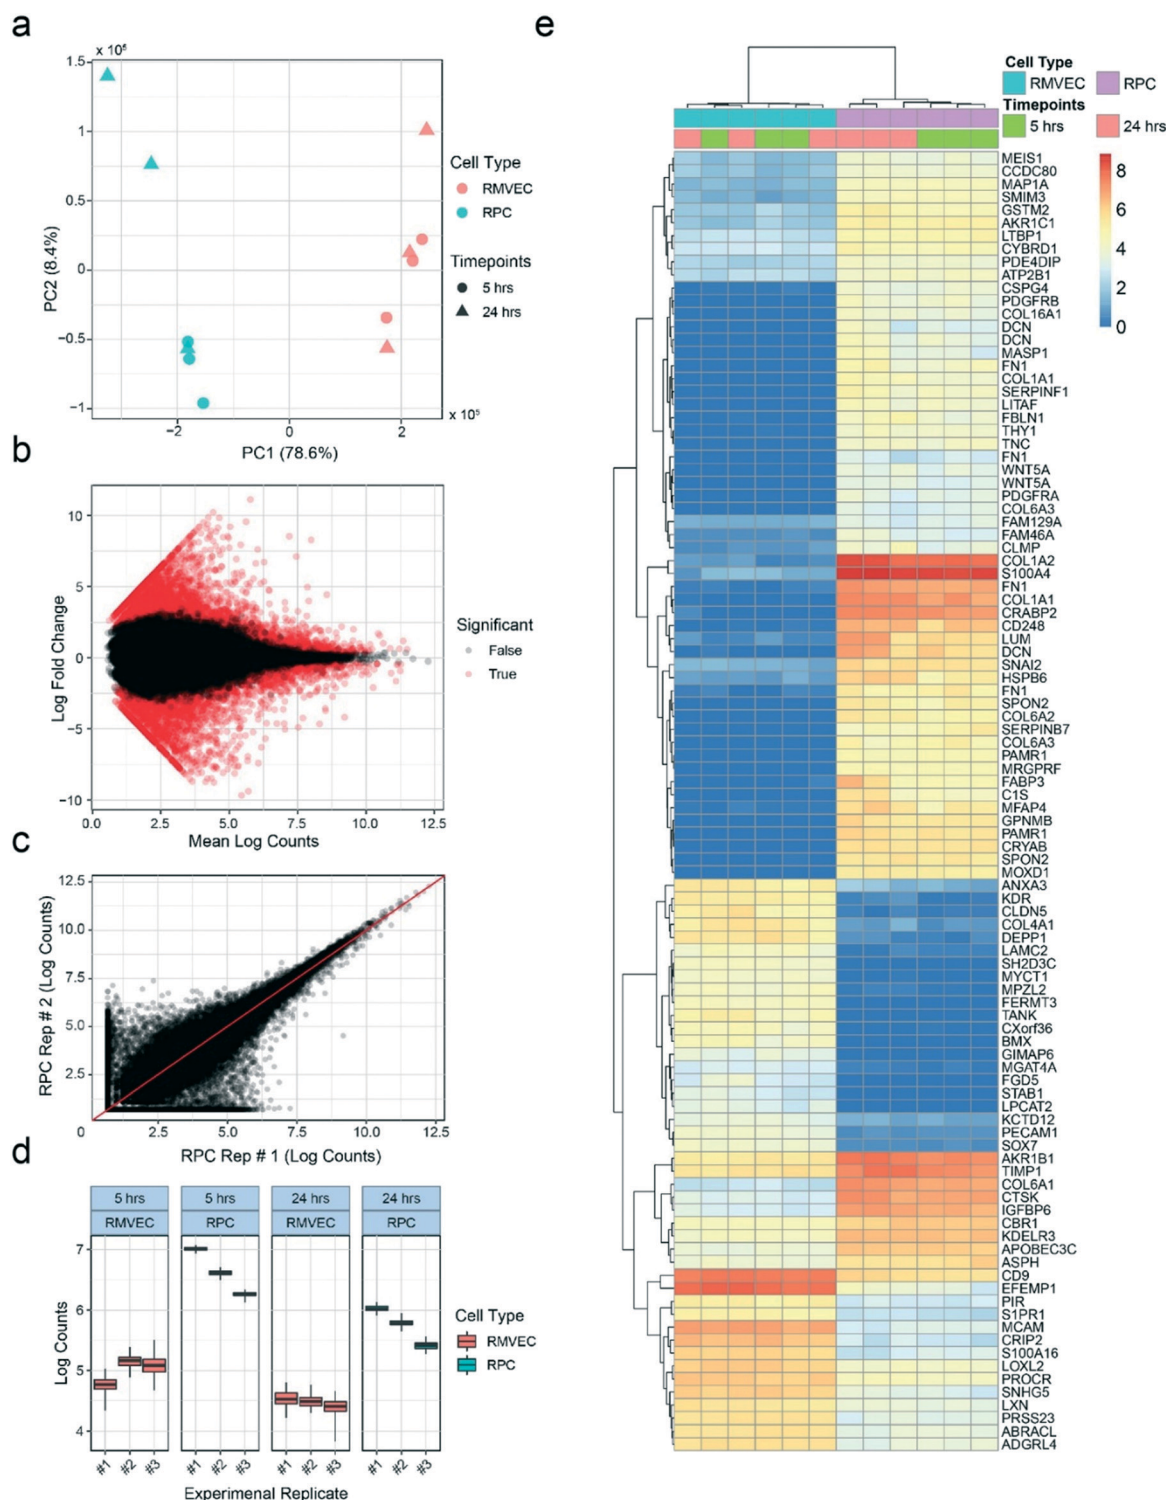 a
x 10⁶
1.5
1
0.5
0
−0.5
−1
PC2 (8.4%)
−2
0
2
x 10⁵
PC1 (78.6%)
Cell Type
RMVEC
RPC
Timepoints
5 hrs
24 hrs
b
10
5
0
−5
−10
Log Fold Change
0.0
2.5
5.0
7.5
10.0
12.5
Mean Log Counts
Significant
False
True
c
12.5
10.0
7.5
5.0
2.5
0
RPC Rep # 2 (Log Counts)
2.5
5.0
7.5
10.0
12.5
RPC Rep # 1 (Log Counts)
d
5 hrs
5 hrs
24 hrs
24 hrs
RMVEC
RPC
RMVEC
RPC
7
6
5
4
Log Counts
#1
#2
#3
#1
#2
#3
#1
#2
#3
#1
#2
#3
Experimenal Replicate
Cell Type
RMVEC
RPC
e
Cell Type
RMVEC
RPC
Timepoints
5 hrs
24 hrs
8
6
4
2
0
MEIS1
CCDC80
MAP1A
SMIM3
GSTM2
AKR1C1
LTBP1
CYBRD1
PDE4DIP
ATP2B1
CSPG4
PDGFRB
COL16A1
DCN
DCN
MASP1
FN1
COL1A1
SERPINF1
LITAF
FBLN1
THY1
TNC
FN1
WNT5A
WNT5A
PDGFRA
COL6A3
FAM129A
FAM46A
CLMP
COL1A2
S100A4
FN1
COL1A1
CRABP2
CD248
LUM
DCN
SNAI2
HSPB6
FN1
SPON2
COL6A2
SERPINB7
COL6A3
PAMR1
MRGPRF
FABP3
C1S
MFAP4
GPNMB
PAMR1
CRYAB
SPON2
MOXD1
ANXA3
KDR
CLDN5
COL4A1
DEPP1
LAMC2
SH2D3C
MYCT1
MPZL2
FERMT3
TANK
CXorf36
BMX
GIMAP6
MGAT4A
FGD5
STAB1
LPCAT2
KCTD12
PECAM1
SOX7
AKR1B1
TIMP1
COL6A1
CTSK
IGFBP6
CBR1
KDELR3
APOBEC3C
ASPH
CD9
EFEMP1
PIR
S1PR1
MCAM
CRIP2
S100A16
LOXL2
PROCR
SNHG5
LXN
PRSS23
ABRACL
ADGRL4